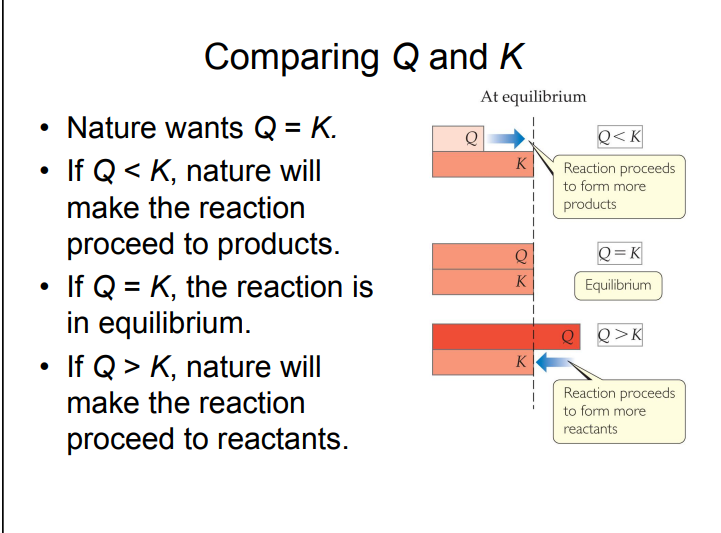 Comparing Q and K
• Nature wants Q = K.
• If Q < K, nature will
make the reaction
proceed to products.
• If Q = K, the reaction is
in equilibrium.
• If Q > K, nature will
make the reaction
proceed to reactants.
At equilibrium
Q
K
Q < K
Reaction proceeds
to form more
products
Q
K
Q = K
Equilibrium
Q
K
Q > K
Reaction proceeds
to form more
reactants